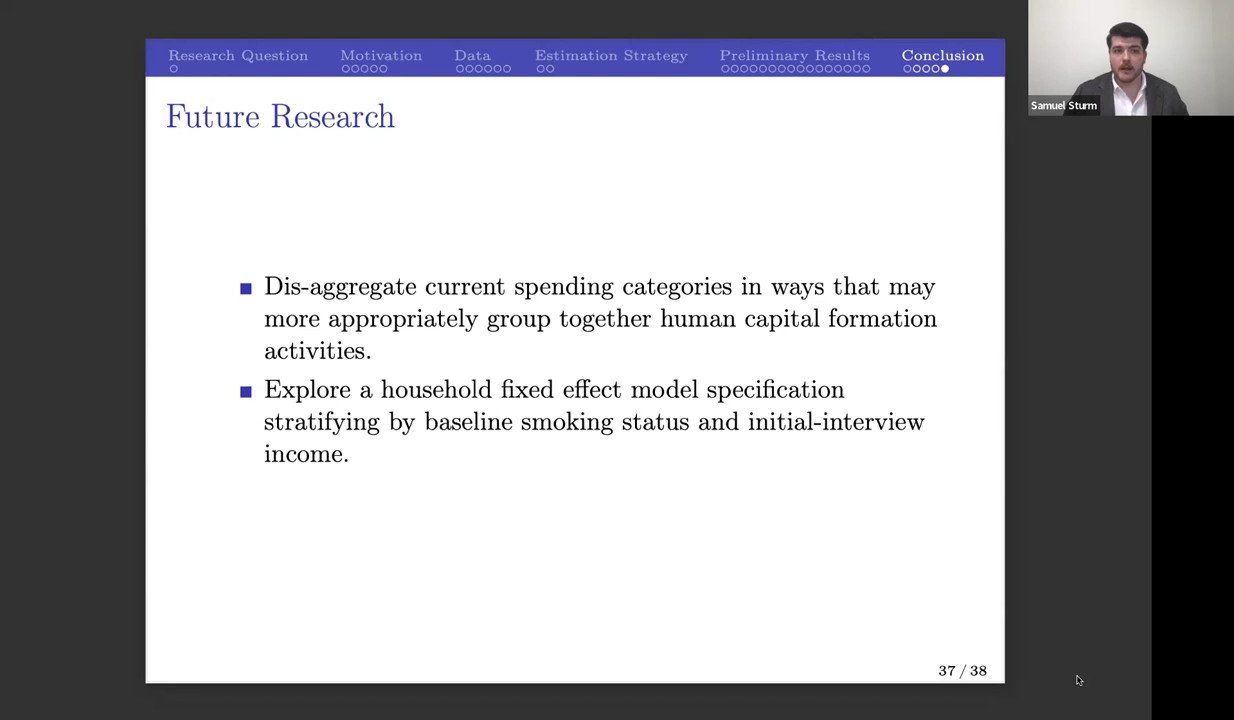 Research Question Motivation Data Estimation Strategy Preliminary Results Conclusion
Samuel Sturm
Future Research
Dis-aggregate current spending categories in ways that may
more appropriately group together human capital formation
activities.
Explore a household fixed effect model specification
stratifying by baseline smoking status and initial-interview
income.
37 / 38